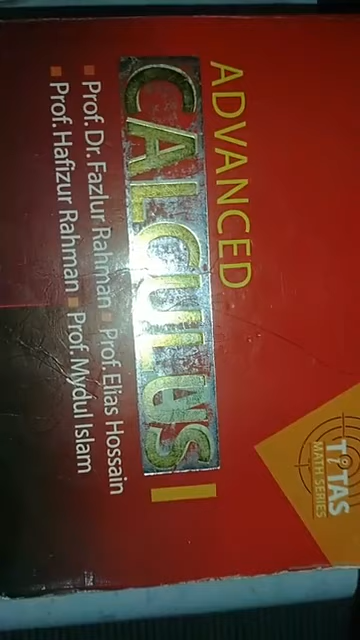 TITAS
MATH SERIES
ADVANCED
CALCULUS I
Prof. Dr. Fazlur Rahman Prof. Elias Hossain
Prof. Hafizur Rahman Prof. Mydul Islam